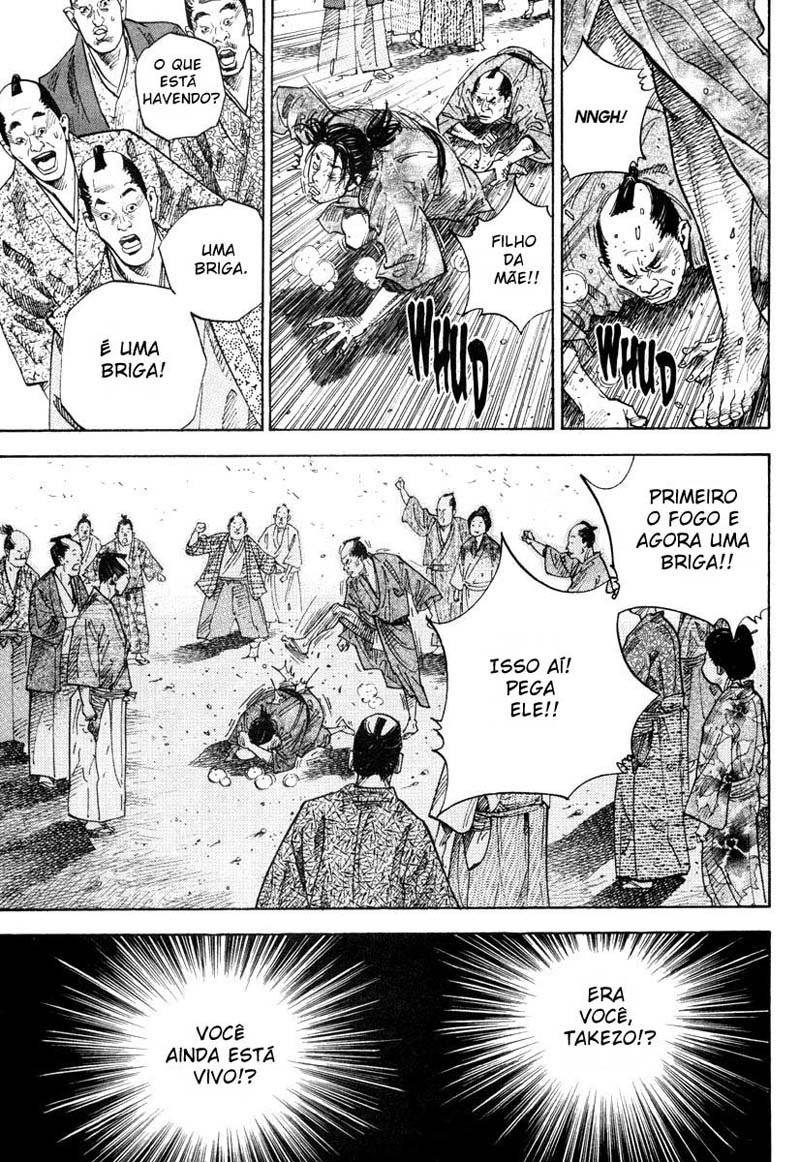 NNGH!
WHUD
FILHO
DA
MÃE!!
WHUD
O QUE
ESTÁ
HAVENDO?
UMA
BRIGA.
É UMA
BRIGA!
PRIMEIRO
O FOGO E
AGORA UMA
BRIGA!!
ISSO AÍ!
PEGA
ELE!!
ERA
VOCÊ,
TAKEZO!?
VOCÊ
AINDA ESTÁ
VIVO!?